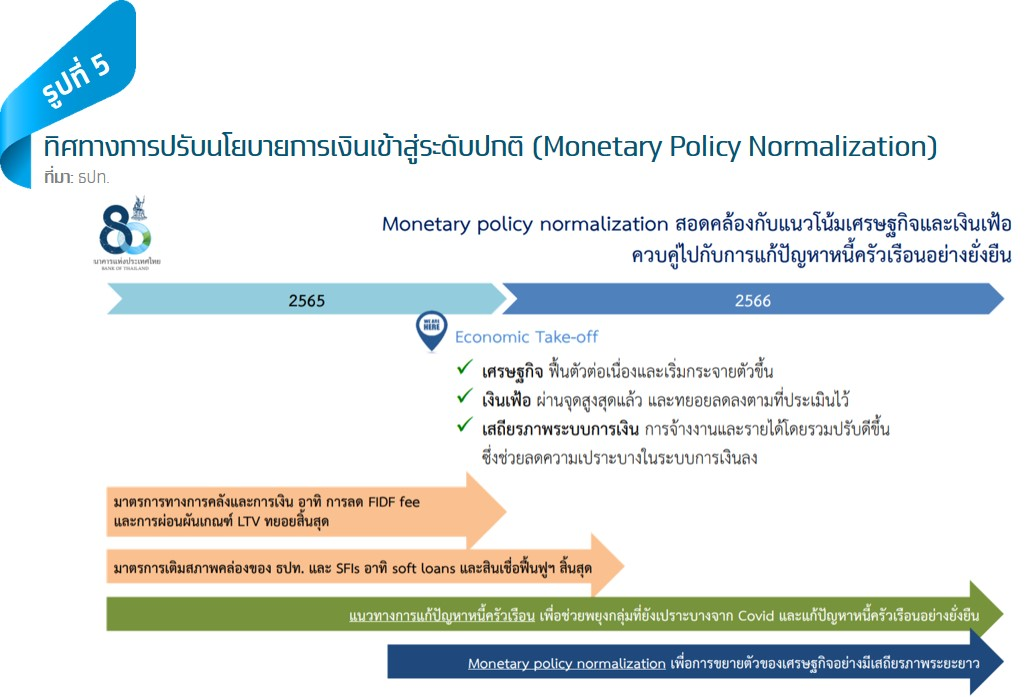 รูปที่ 5
ทิศทางการปรับนโยบายการเงินเข้าสู่ระดับปกติ (Monetary Policy Normalization)
ที่มา: ธปท.
80
ธนาคารแห่งประเทศไทย
BANK OF THAILAND
Monetary policy normalization สอดคล้องกับแนวโน้มเศรษฐกิจและเงินเฟ้อ
ควบคู่ไปกับการแก้ปัญหาหนี้ครัวเรือนอย่างยั่งยืน
2565
2566
WE ARE
HERE
Economic Take-off
เศรษฐกิจ ฟื้นตัวต่อเนื่องและเริ่มกระจายตัวขึ้น
เงินเฟ้อ ผ่านจุดสูงสุดแล้ว และทยอยลดลงตามที่ประเมินไว้
เสถียรภาพระบบการเงิน การจ้างงานและรายได้โดยรวมปรับดีขึ้น
ซึ่งช่วยลดความเปราะบางในระบบการเงินลง
มาตรการทางการคลังและการเงิน อาทิ การลด FIDF fee
และการผ่อนผันเกณฑ์ LTV ทยอยสิ้นสุด
มาตรการเติมสภาพคล่องของ ธปท. และ SFIs อาทิ soft loans และสินเชื่อฟื้นฟูฯ สิ้นสุด
แนวทางการแก้ปัญหาหนี้ครัวเรือน เพื่อช่วยพยุงกลุ่มที่ยังเปราะบางจาก Covid และแก้ปัญหาหนี้ครัวเรือนอย่างยั่งยืน
Monetary policy normalization เพื่อการขยายตัวของเศรษฐกิจอย่างมีเสถียรภาพระยะยาว